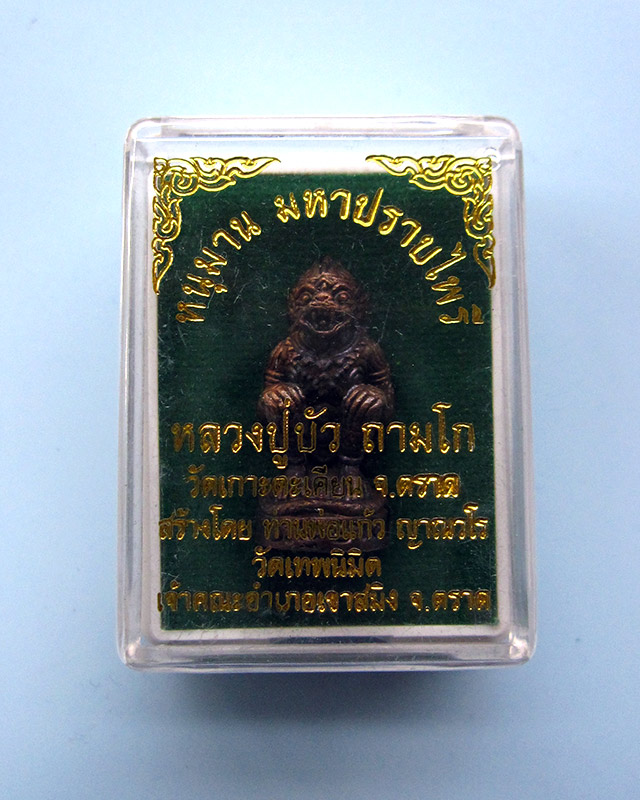 หนุมาน มหาปราบไพรี
หลวงปู่บัว ถามโก
วัดเกาะตะเคียน จ.ตราด
สร้างโดย ท่านพ่อแก้ว ญาณวโร
วัดเทพนิมิต
เจ้าคณะอำเภอเขาสมิง จ.ตราด